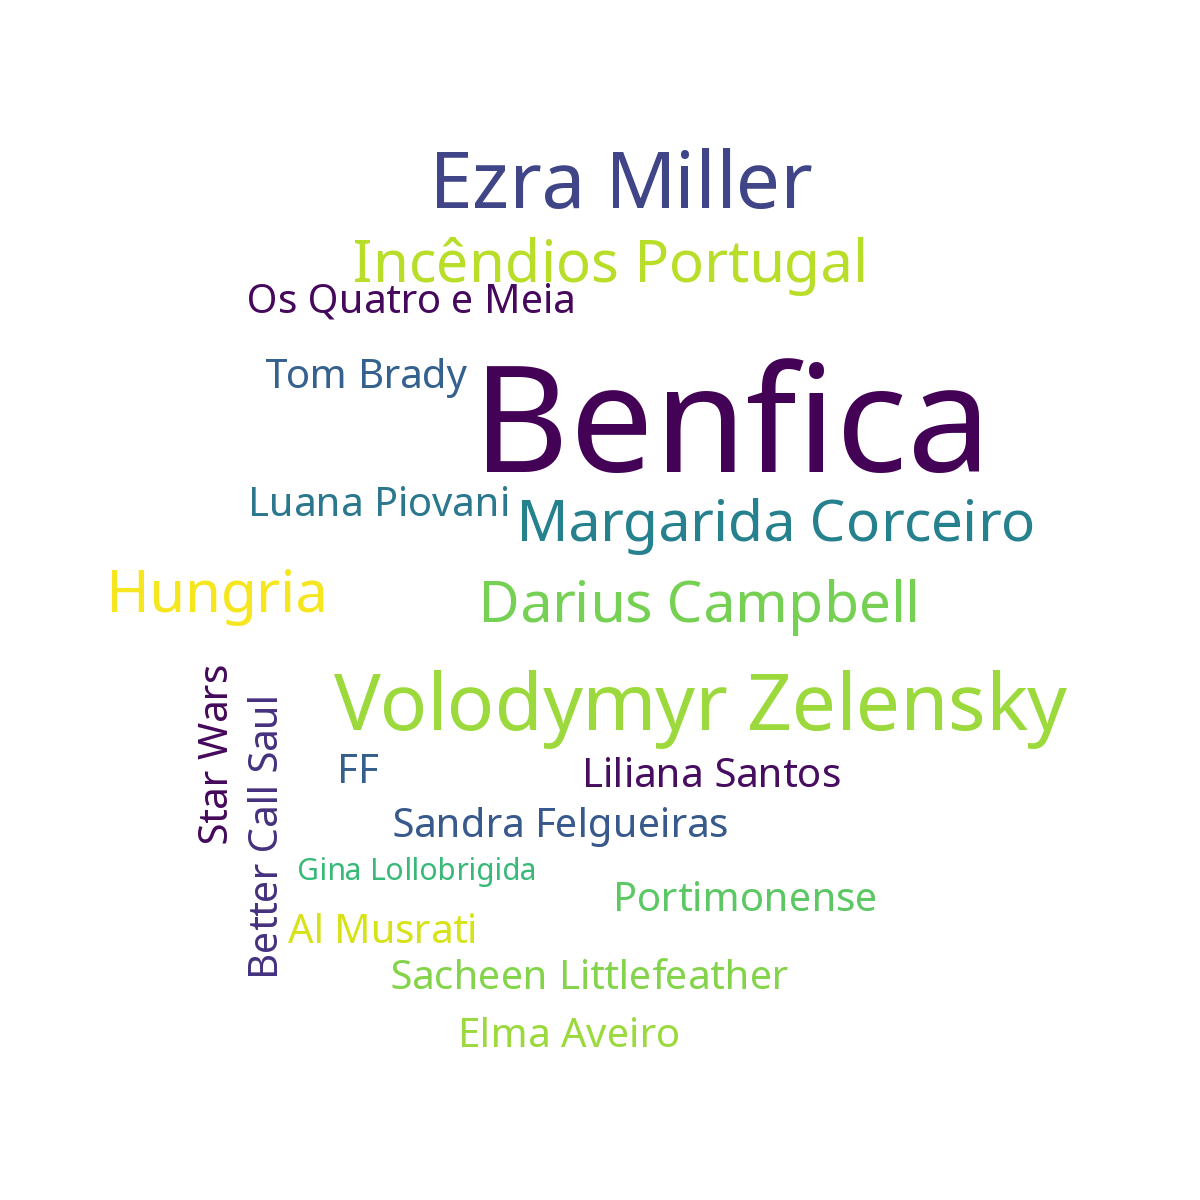 Ezra Miller
Incêndios Portugal
Os Quatro e Meia
Tom Brady
Benfica
Luana Piovani
Margarida Corceiro
Hungria
Darius Campbell
Star Wars
Better Call Saul
Volodymyr Zelensky
FF
Liliana Santos
Sandra Felgueiras
Gina Lollobrigida
Portimonense
Al Musrati
Sacheen Littlefeather
Elma Aveiro